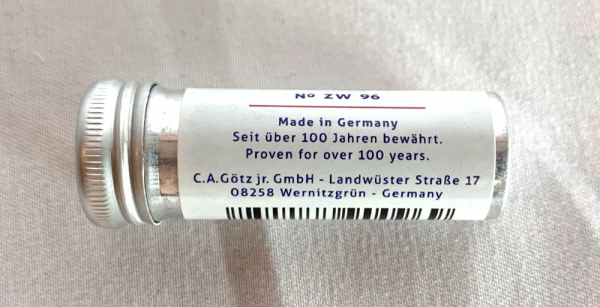 Nº ZW 96
Made in Germany
Seit über 100 Jahren bewährt.
Proven for over 100 years.
C.A.Götz jr. GmbH - Landwüster Straße 17
08258 Wernitzgrün - Germany